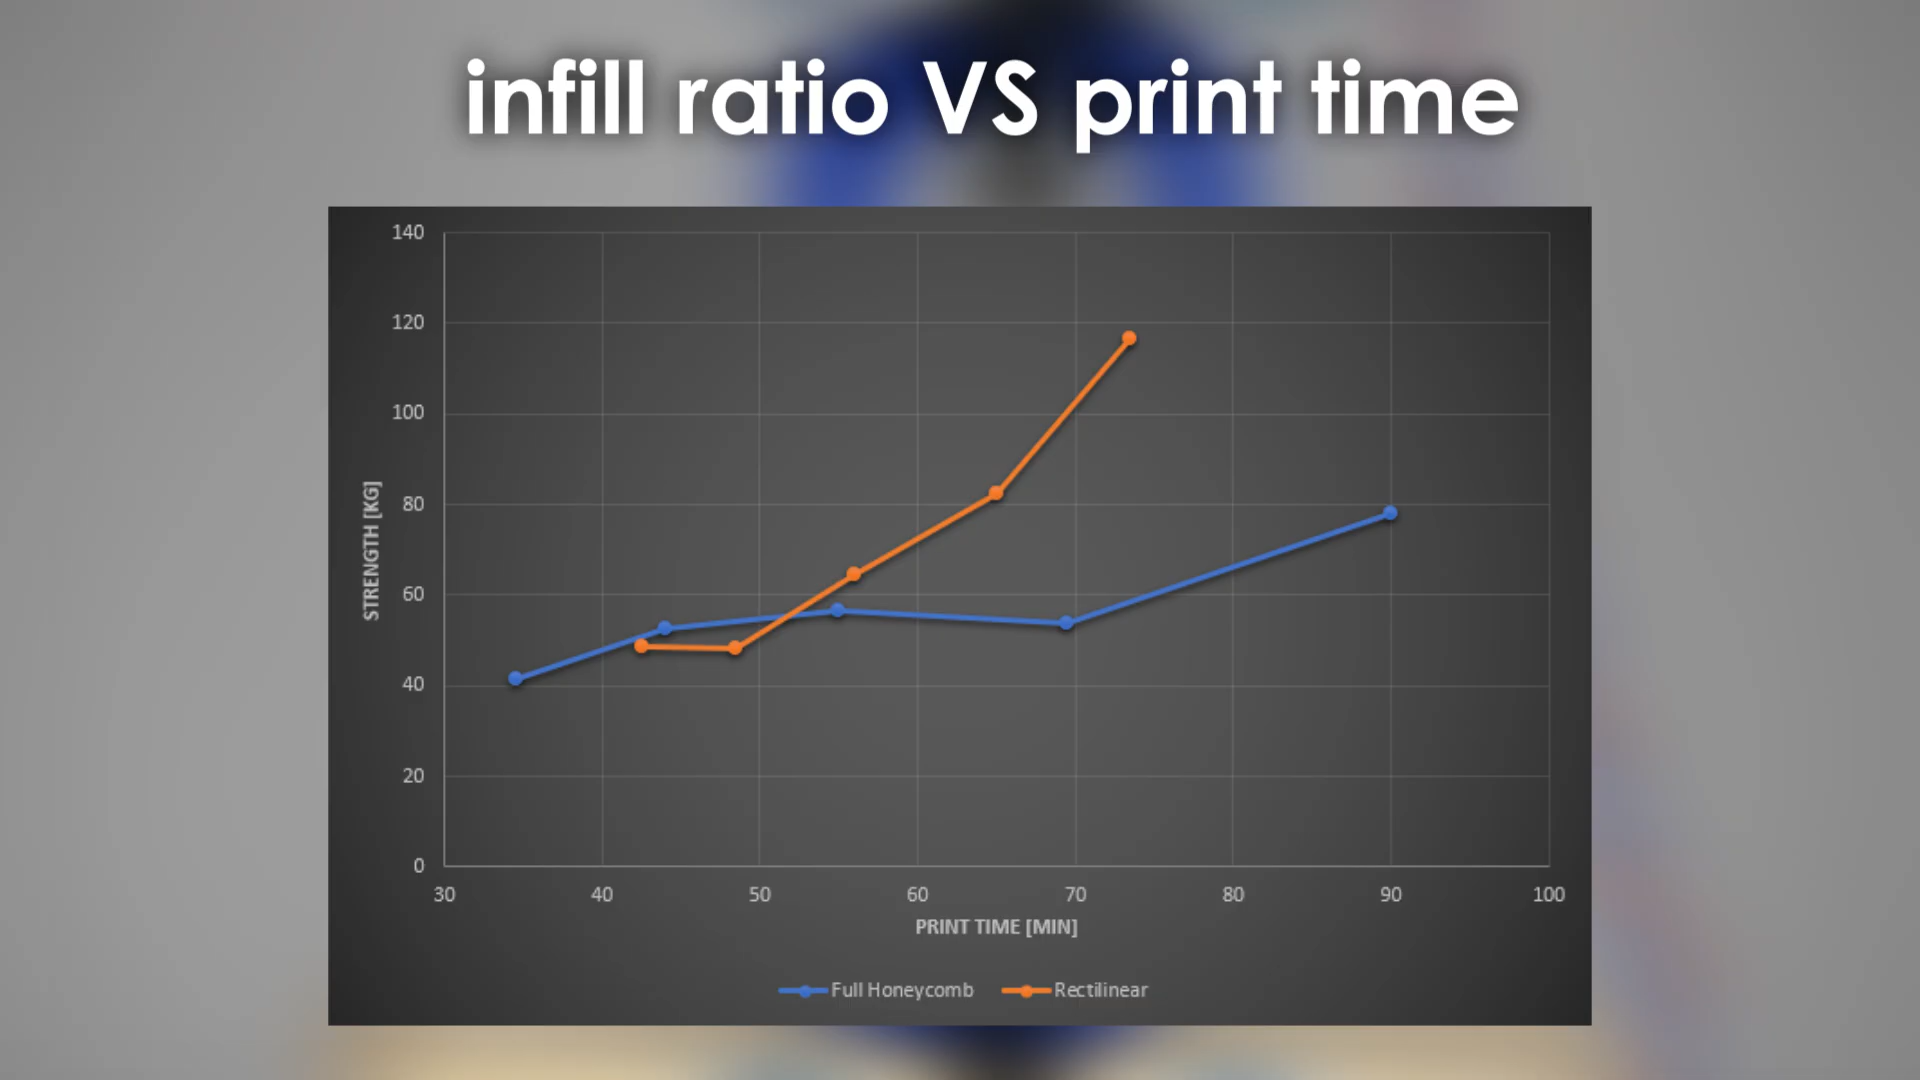 infill ratio VS print time
140
120
100
80
60
40
20
0
STRENGTH [KG]
30 40 50 60 70 80 90 100
PRINT TIME [MIN]
Full Honeycomb Rectilinear